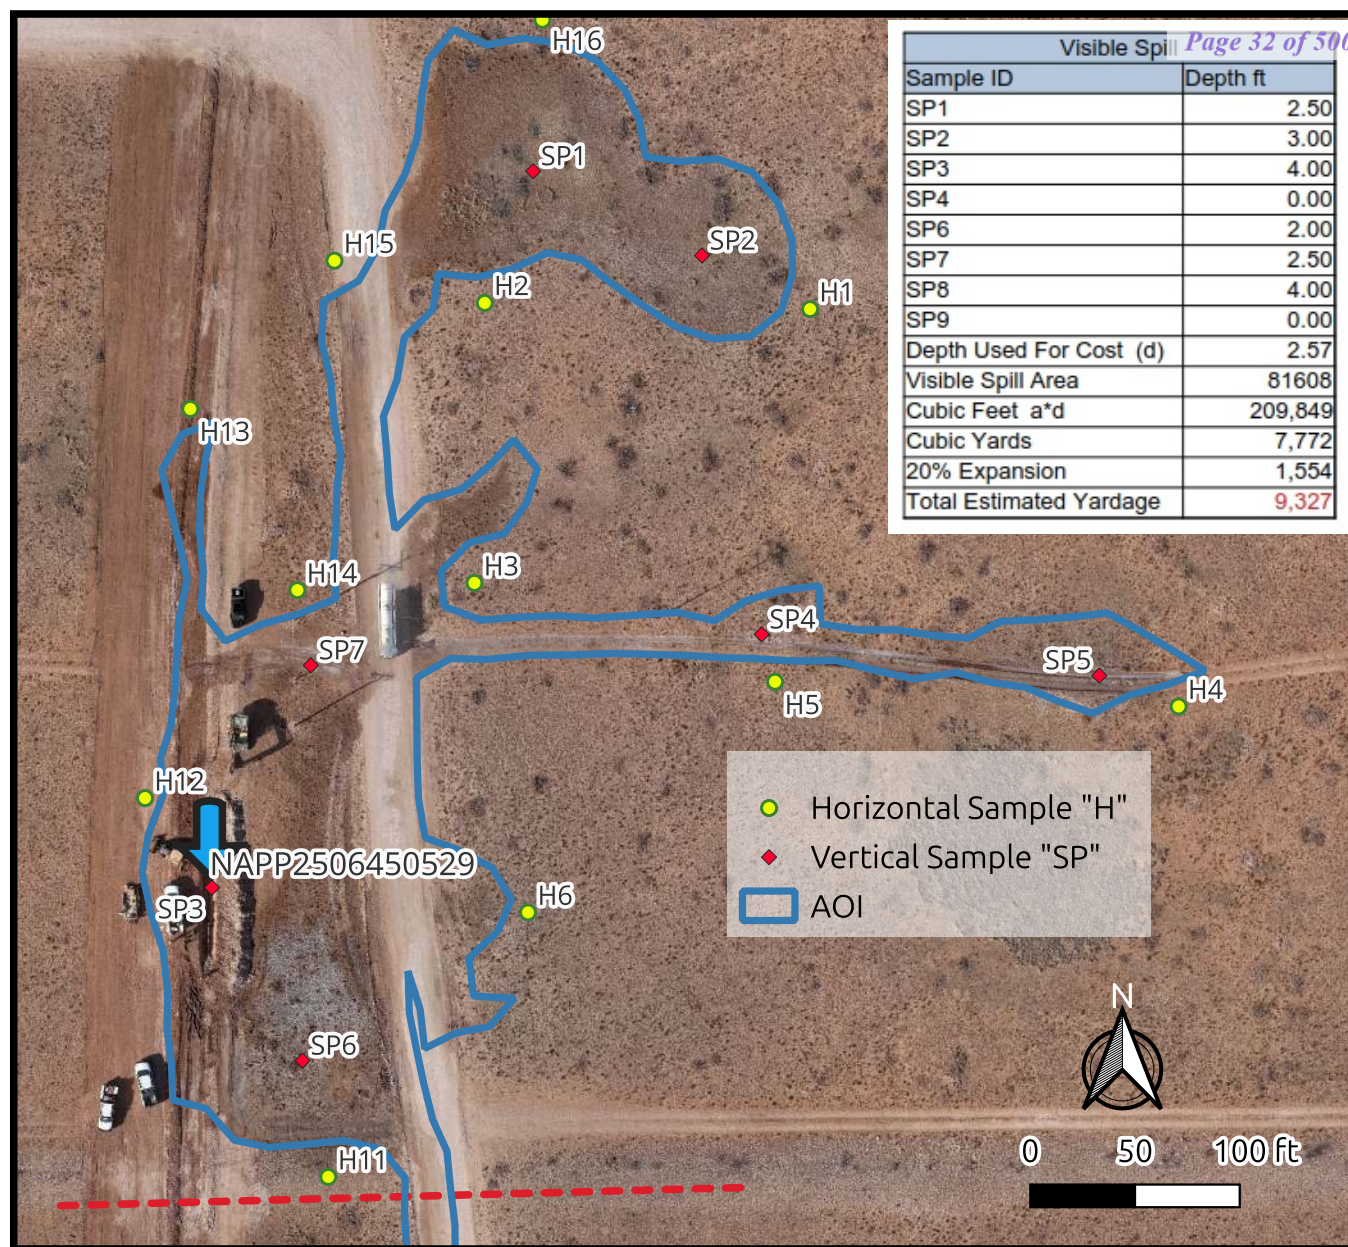 H16
Visible Spill Page 32 of 500
Sample ID Depth ft
SP1 2.50
SP2 3.00
SP3 4.00
SP4 0.00
SP6 2.00
SP7 2.50
SP8 4.00
SP9 0.00
Depth Used For Cost (d) 2.57
Visible Spill Area 81608
Cubic Feet a*d 209,849
Cubic Yards 7,772
20% Expansion 1,554
Total Estimated Yardage 9,327
SP1
H15
SP2
H2
H1
H13
H14
H3
SP4
SP7
SP5
H5
H4
H12
Horizontal Sample "H"
Vertical Sample "SP"
AOI
NAPP2506450529
SP3
H6
N
SP6
H11
0 50 100 ft